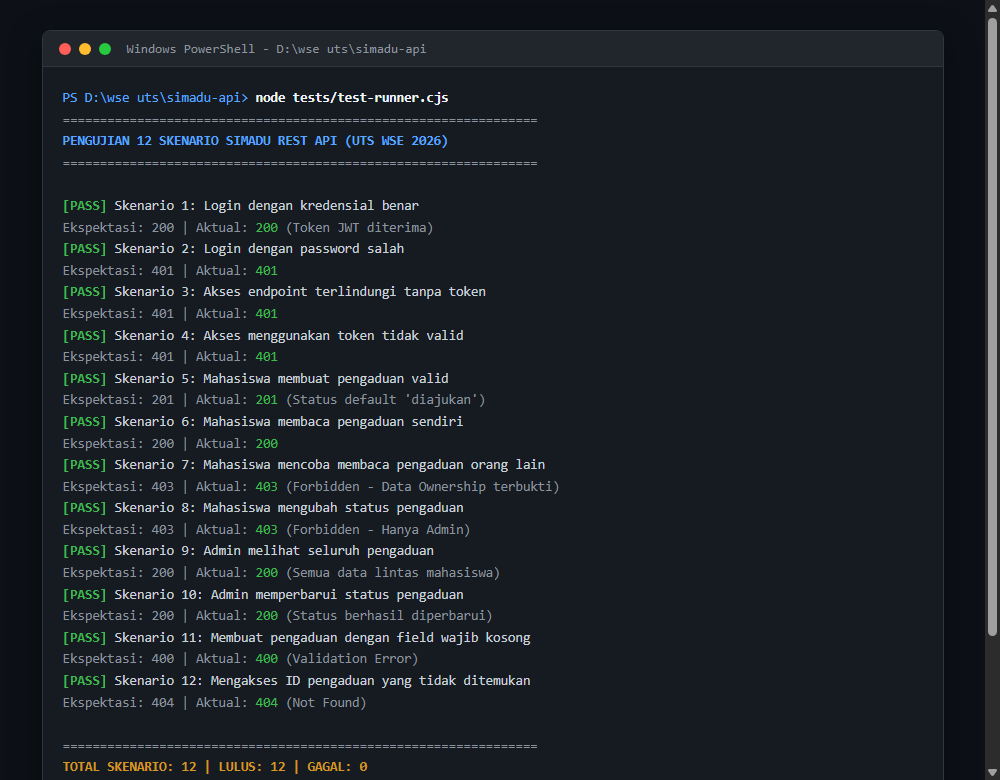 Windows PowerShell - D:\wse uts\simadu-api
PS D:\wse uts\simadu-api> node tests/test-runner.cjs
================================================================
PENGUJIAN 12 SKENARIO SIMADU REST API (UTS WSE 2026)
================================================================
[PASS] Skenario 1: Login dengan kredensial benar
Ekspektasi: 200 | Aktual: 200 (Token JWT diterima)
[PASS] Skenario 2: Login dengan password salah
Ekspektasi: 401 | Aktual: 401
[PASS] Skenario 3: Akses endpoint terlindungi tanpa token
Ekspektasi: 401 | Aktual: 401
[PASS] Skenario 4: Akses menggunakan token tidak valid
Ekspektasi: 401 | Aktual: 401
[PASS] Skenario 5: Mahasiswa membuat pengaduan valid
Ekspektasi: 201 | Aktual: 201 (Status default 'diajukan')
[PASS] Skenario 6: Mahasiswa membaca pengaduan sendiri
Ekspektasi: 200 | Aktual: 200
[PASS] Skenario 7: Mahasiswa mencoba membaca pengaduan orang lain
Ekspektasi: 403 | Aktual: 403 (Forbidden - Data Ownership terbukti)
[PASS] Skenario 8: Mahasiswa mengubah status pengaduan
Ekspektasi: 403 | Aktual: 403 (Forbidden - Hanya Admin)
[PASS] Skenario 9: Admin melihat seluruh pengaduan
Ekspektasi: 200 | Aktual: 200 (Semua data lintas mahasiswa)
[PASS] Skenario 10: Admin memperbarui status pengaduan
Ekspektasi: 200 | Aktual: 200 (Status berhasil diperbarui)
[PASS] Skenario 11: Membuat pengaduan dengan field wajib kosong
Ekspektasi: 400 | Aktual: 400 (Validation Error)
[PASS] Skenario 12: Mengakses ID pengaduan yang tidak ditemukan
Ekspektasi: 404 | Aktual: 404 (Not Found)
================================================================
TOTAL SKENARIO: 12 | LULUS: 12 | GAGAL: 0